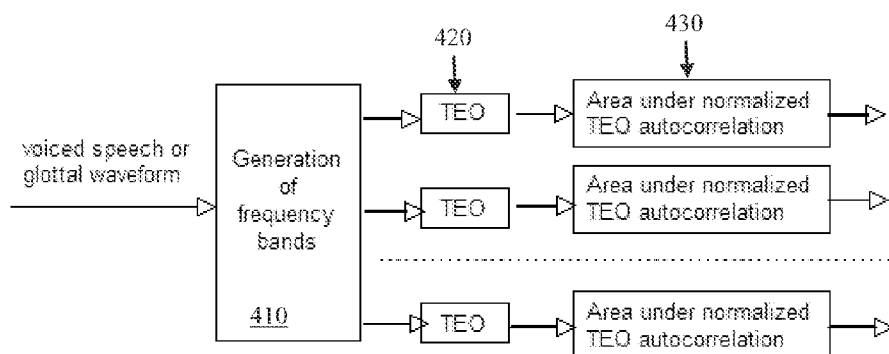 420
430
voiced speech or
glottal waveform
Generation
of
frequency
bands
410
TEO
Area under normalized
TEO autocorrelation
TEO
Area under normalized
TEO autocorrelation
TEO
Area under normalized
TEO autocorrelation